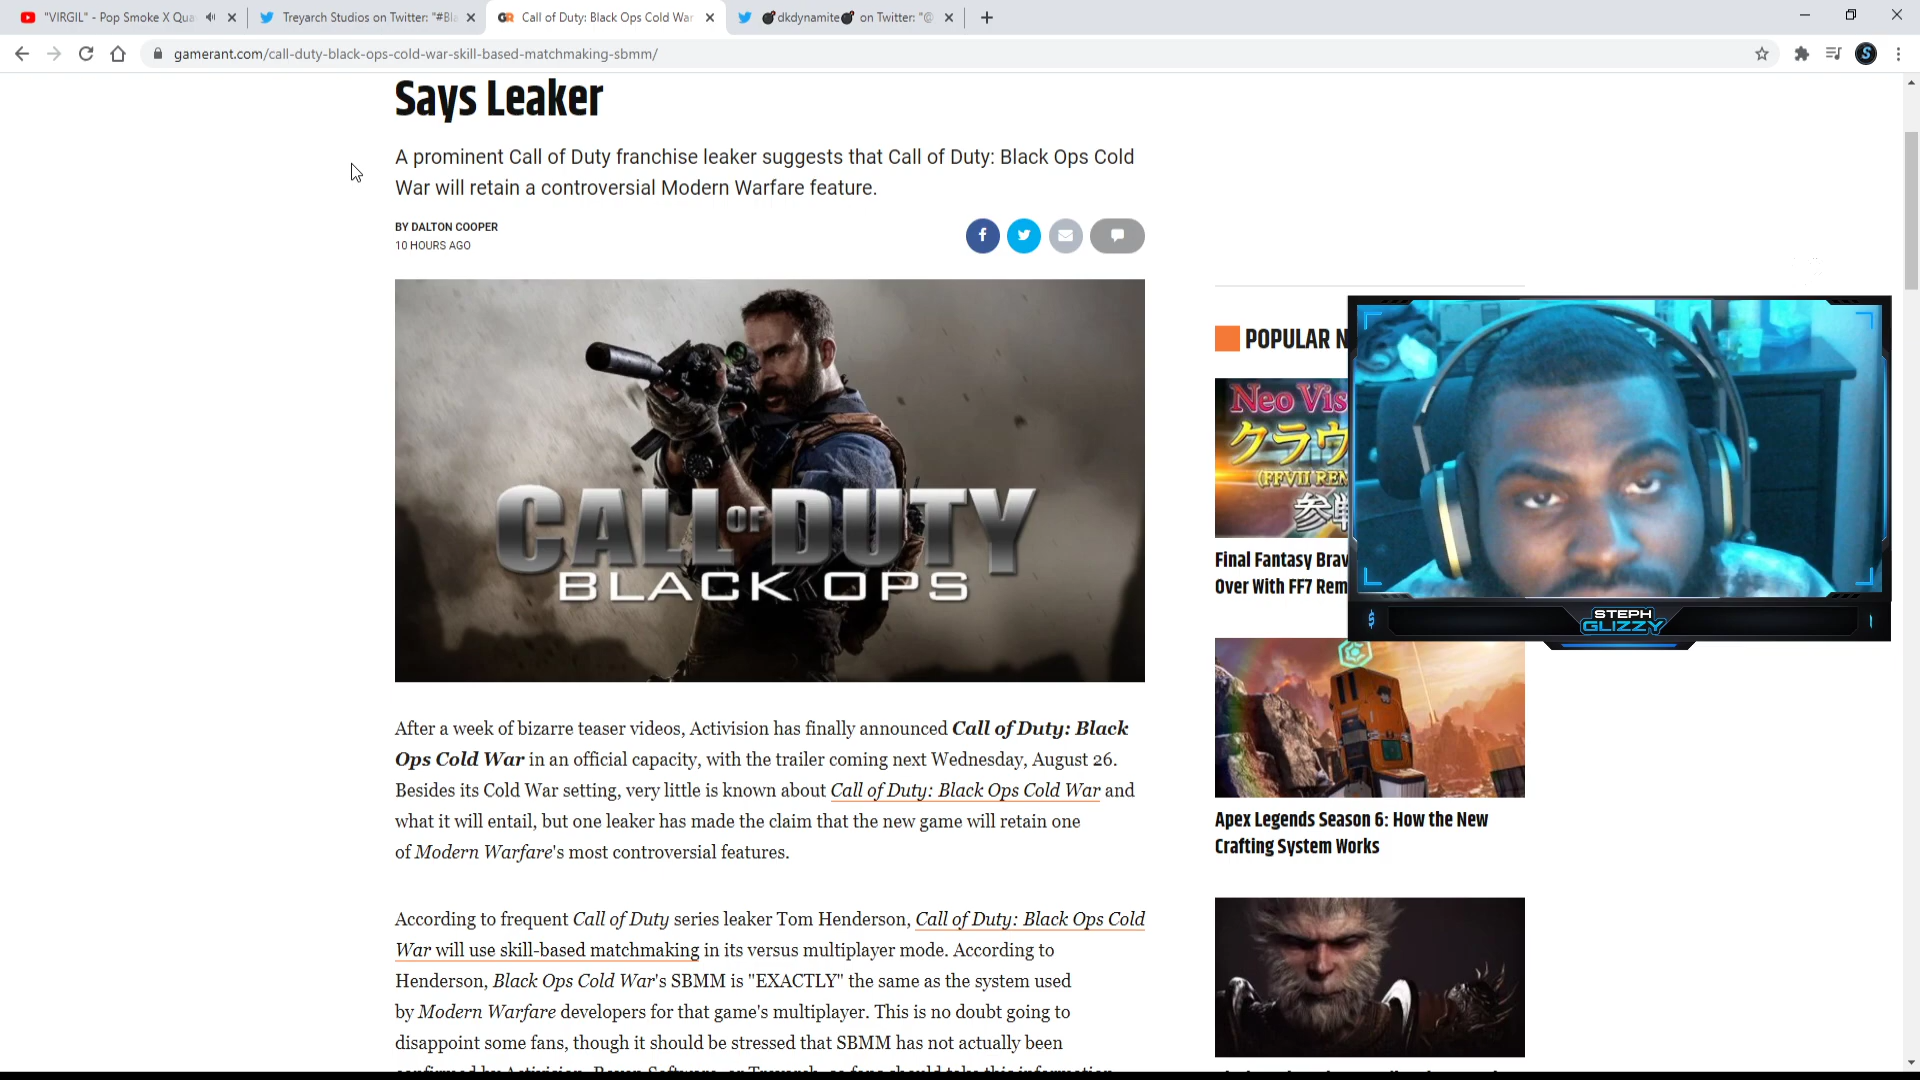 "VIRGIL" - Pop Smoke X Qua
Treyarch Studios on Twitter: "#Bla
Call of Duty: Black Ops Cold War
dkdynamite on Twitter: "@
gamerant.com/call-duty-black-ops-cold-war-skill-based-matchmaking-sbmm/
S
Says Leaker
A prominent Call of Duty franchise leaker suggests that Call of Duty: Black Ops Cold
War will retain a controversial Modern Warfare feature.
BY DALTON COOPER
10 HOURS AGO
CALL OF DUTY
BLACK OPS
After a week of bizarre teaser videos, Activision has finally announced Call of Duty: Black
Ops Cold War in an official capacity, with the trailer coming next Wednesday, August 26.
Besides its Cold War setting, very little is known about Call of Duty: Black Ops Cold War and
what it will entail, but one leaker has made the claim that the new game will retain one
of Modern Warfare's most controversial features.
According to frequent Call of Duty series leaker Tom Henderson, Call of Duty: Black Ops Cold
War will use skill-based matchmaking in its versus multiplayer mode. According to
Henderson, Black Ops Cold War's SBMM is "EXACTLY" the same as the system used
by Modern Warfare developers for that game's multiplayer. This is no doubt going to
disappoint some fans, though it should be stressed that SBMM has not actually been
POPULAR N
Neo Vis
クラウ
(FFVII REM
参戦
Final Fantasy Brav
Over With FF7 Rem
STEPH
GLIZZY
Apex Legends Season 6: How the New
Crafting System Works